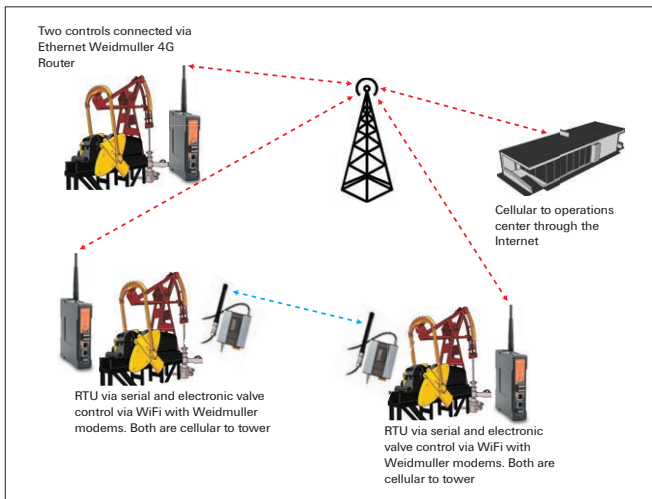 Two controls connected via
Ethernet Weidmuller 4G
Router
Cellular to operations
center through the
Internet
RTU via serial and electronic valve
control via WiFi with Weidmuller
modems. Both are cellular to tower
RTU via serial and electronic
valve control via WiFi with
Weidmuller modems. Both are
cellular to tower